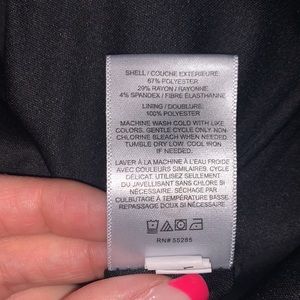 SHELL / COUCHE EXTÉRIEURE:
67% POLYESTER
29% RAYON / RAYONNE
4% SPANDEX / FIBRE ÉLASTHANNE
LINING / DOUBLURE:
100% POLYESTER
MACHINE WASH COLD WITH LIKE
COLORS. GENTLE CYCLE ONLY NON-
CHLORINE BLEACH WHEN NEEDED
TUMBLE DRY LOW. COOL IRON
IF NEEDED.
LAVER À LA MACHINE À L'EAU FROIDE
AVEC COULEURS SIMILAIRES. CYCLE
DÉLICAT. UTILISEZ SEULEMENT
DU JAVELLISANT SANS CHLORE SI
NÉCESSAIRE. SÉCHAGE PAR
CULBUTAGE À TEMPÉRATURE BASSE.
REPASSAGE À FROID SI NÉCESSAIRE.
RN# 55285